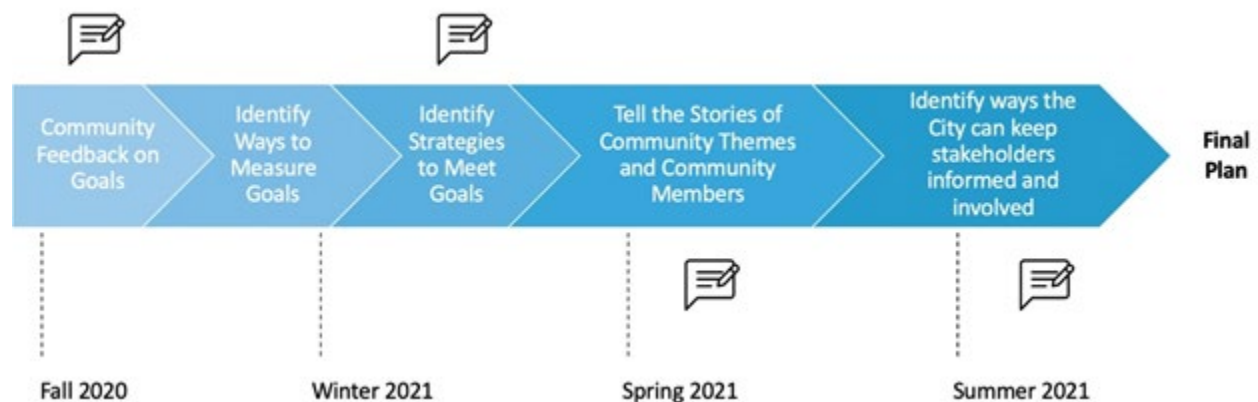 Community
Feedback on
Goals
Identify
Ways to
Measure
Goals
Identify
Strategies
to Meet
Goals
Tell the Stories of
Community Themes
and Community
Members
Identify ways the
City can keep
stakeholders
informed and
involved
Final
Plan
Fall 2020
Winter 2021
Spring 2021
Summer 2021